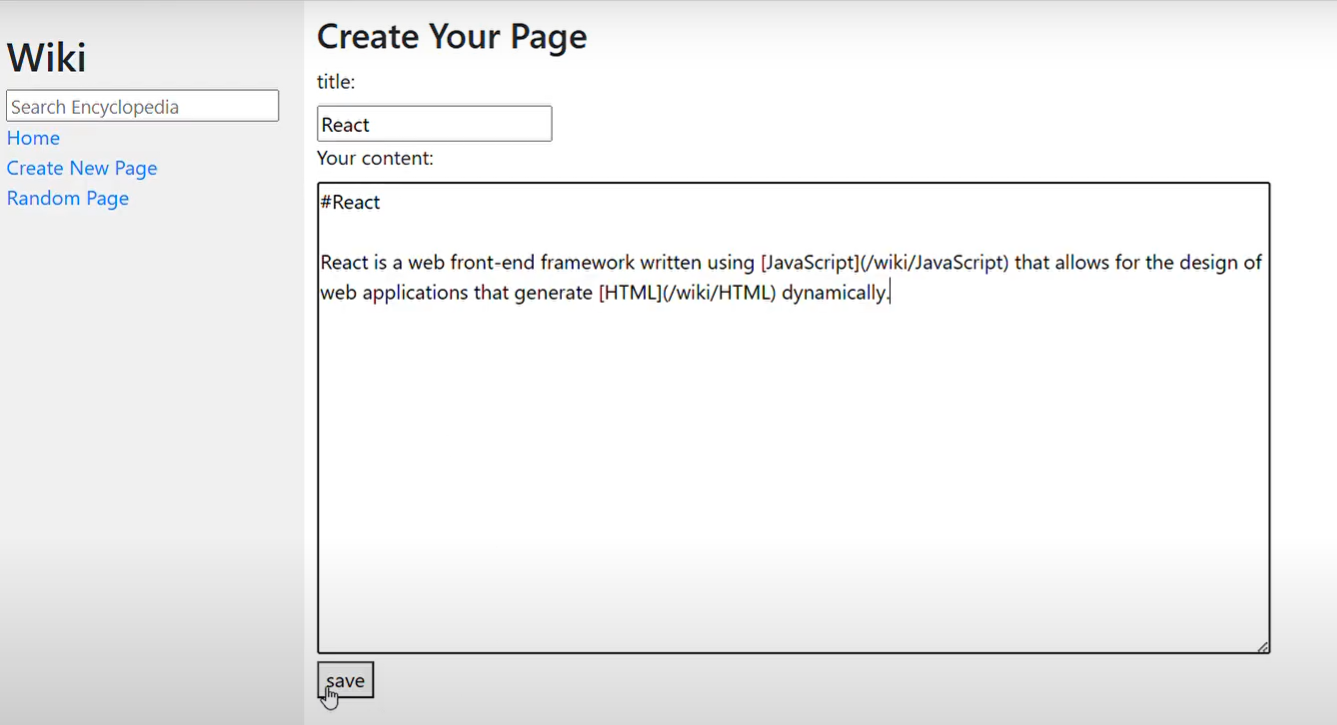 Wiki
Search Encyclopedia
Home
Create New Page
Random Page
Create Your Page
title:
React
Your content:
#React
React is a web front-end framework written using [JavaScript](/wiki/JavaScript) that allows for the design of
web applications that generate [HTML](/wiki/HTML) dynamically.
save